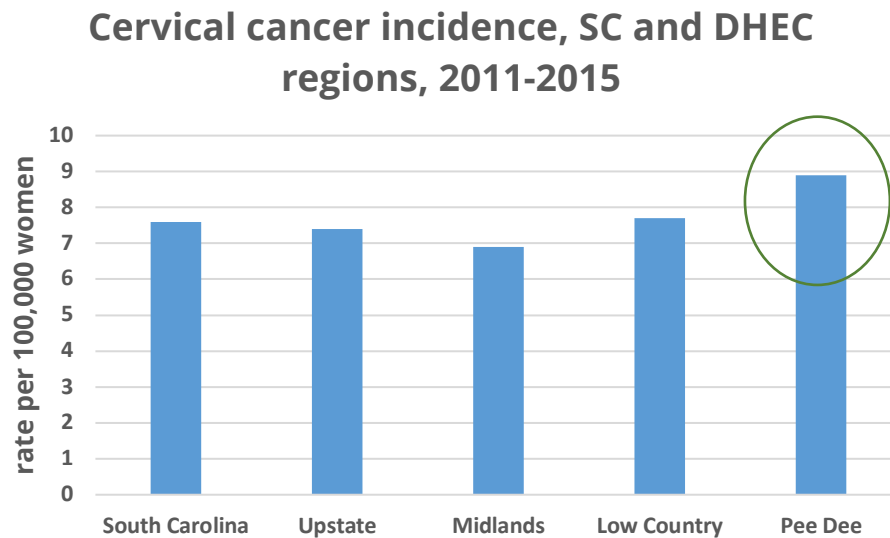 Cervical cancer incidence, SC and DHEC
regions, 2011-2015
rate per 100,000 women
10
9
8
7
6
5
4
3
2
1
0
South Carolina
Upstate
Midlands
Low Country
Pee Dee